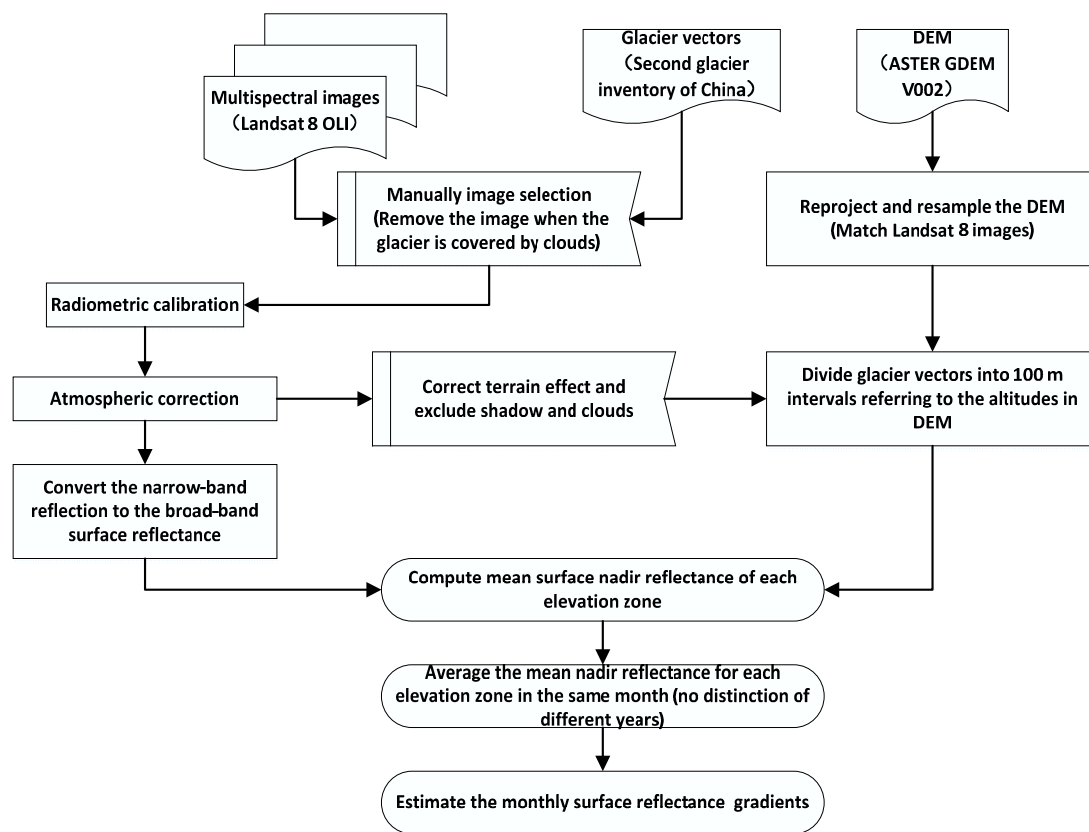 Multispectral images
（Landsat 8 OLI）
Glacier vectors
（Second glacier
inventory of China）
DEM
（ASTER GDEM
V002）
Manually image selection
(Remove the image when the
glacier is covered by clouds)
Reproject and resample the DEM
(Match Landsat 8 images)
Radiometric calibration
Atmospheric correction
Correct terrain effect and
exclude shadow and clouds
Divide glacier vectors into 100 m
intervals referring to the altitudes in
DEM
Convert the narrow-band
reflection to the broad-band
surface reflectance
Compute mean surface nadir reflectance of each
elevation zone
Average the mean nadir reflectance for each
elevation zone in the same month (no distinction of
different years)
Estimate the monthly surface reflectance gradients